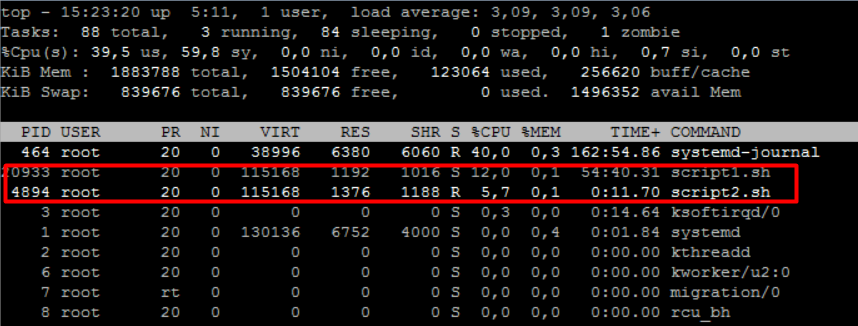 top - 15:23:20 up  5:11,  1 user,  load average: 3,09, 3,09, 3,06
Tasks:  88 total,   3 running,  84 sleeping,   0 stopped,   1 zombie
%Cpu(s): 39,5 us, 59,8 sy,  0,0 ni,  0,0 id,  0,0 wa,  0,0 hi,  0,7 si,  0,0 st
KiB Mem :  1883788 total,  1504104 free,   123064 used,   256620 buff/cache
KiB Swap:   839676 total,   839676 free,        0 used.  1496352 avail Mem
PID USER      PR  NI    VIRT    RES    SHR S %CPU %MEM     TIME+ COMMAND
464 root      20   0   38996   6380   6060 R 40,0  0,3 162:54.86 systemd-journal
20933 root      20   0  115168   1192   1016 S 12,0  0,1  54:40.31 script1.sh
4894 root      20   0  115168   1376   1188 R  5,7  0,1   0:11.70 script2.sh
3 root      20   0       0      0      0 S  0,3  0,0   0:14.64 ksoftirqd/0
1 root      20   0  130136   6752   4000 S  0,0  0,4   0:01.84 systemd
2 root      20   0       0      0      0 S  0,0  0,0   0:00.00 kthreadd
6 root      20   0       0      0      0 S  0,0  0,0   0:00.00 kworker/u2:0
7 root      rt   0       0      0      0 S  0,0  0,0   0:00.00 migration/0
8 root      20   0       0      0      0 S  0,0  0,0   0:00.00 rcu_bh